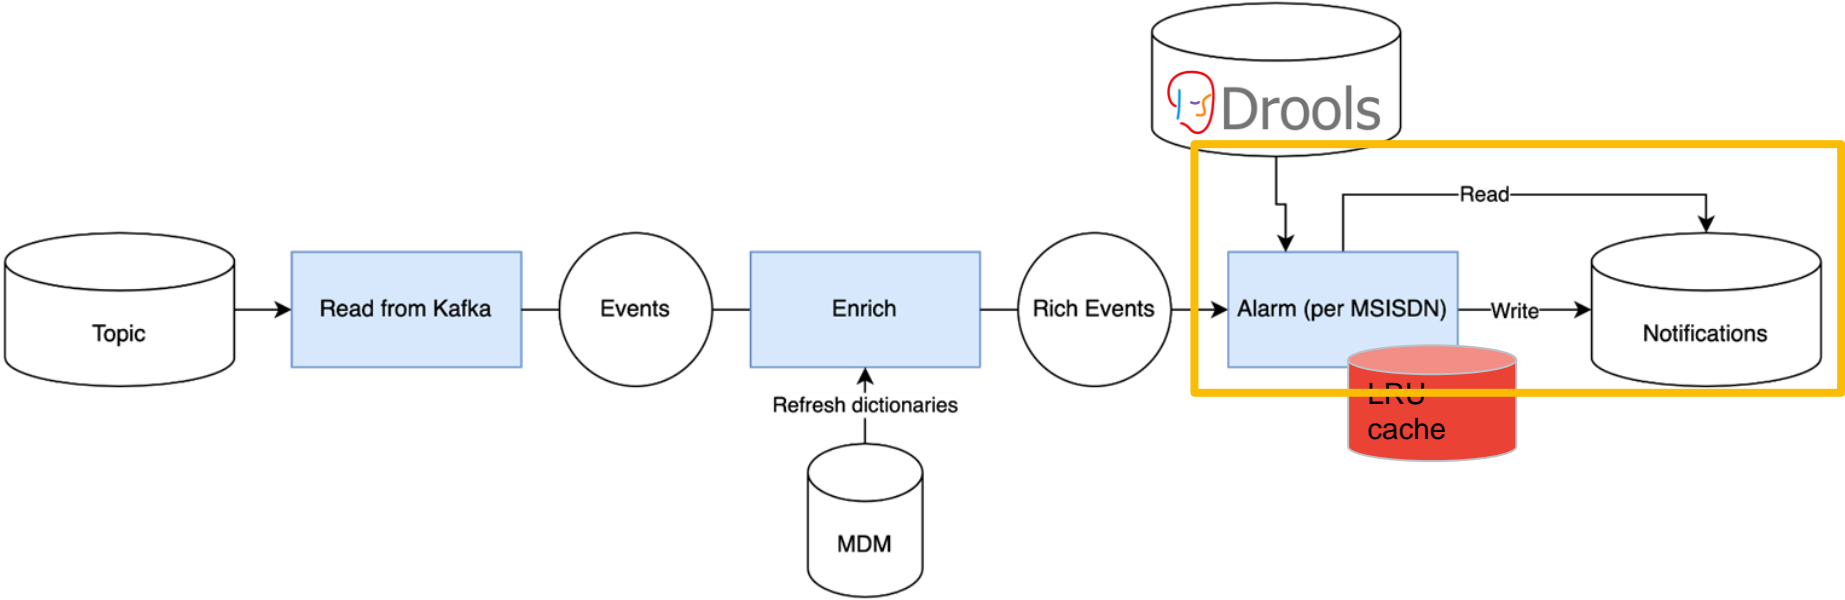 Drools
Read
Topic
Read from Kafka
Events
Enrich
Rich Events
Alarm (per MSISDN)
Write
Notifications
LRU
cache
Refresh dictionaries
MDM